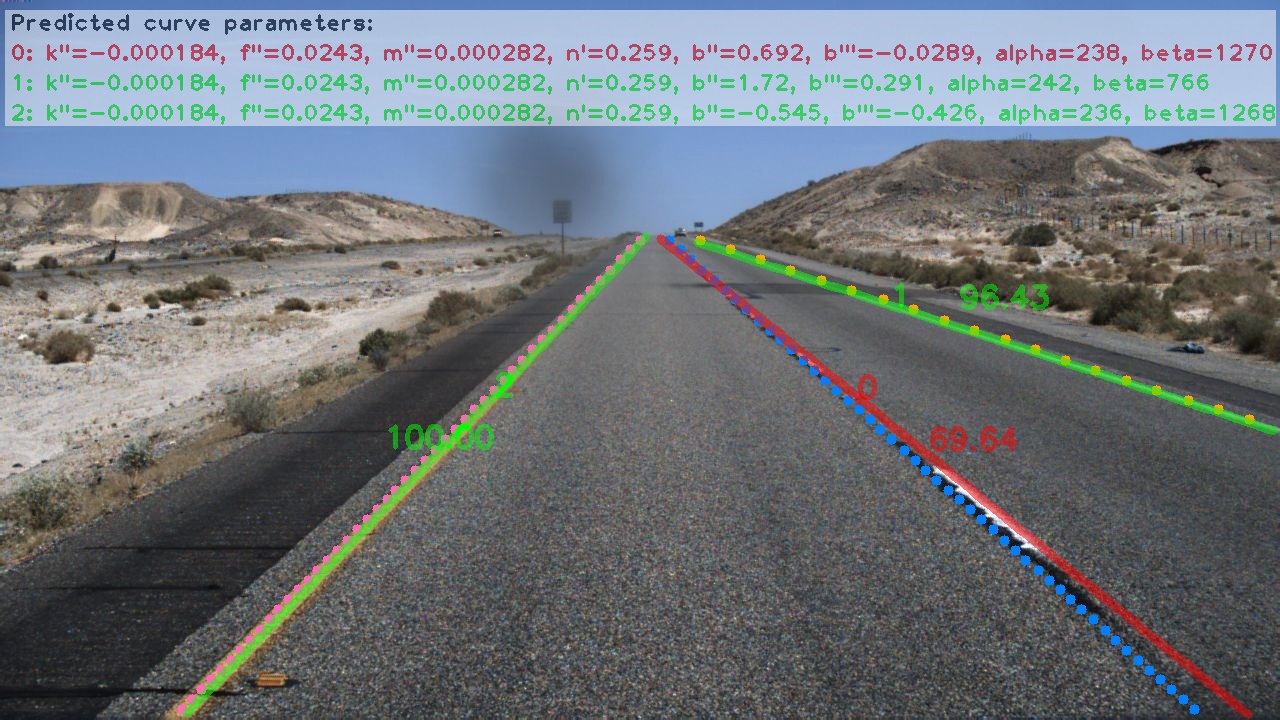 Predicted curve parameters:
0: k''=-0.000184, f''=0.0243, m''=0.000282, n'=0.259, b''=0.692, b'''=-0.0289, alpha=238, beta=1270
1: k''=-0.000184, f''=0.0243, m''=0.000282, n'=0.259, b''=1.72, b'''=0.291, alpha=242, beta=766
2: k''=-0.000184, f''=0.0243, m''=0.000282, n'=0.259, b''=-0.545, b'''=-0.426, alpha=236, beta=1268
1 96.43
2
0
100.00
69.64